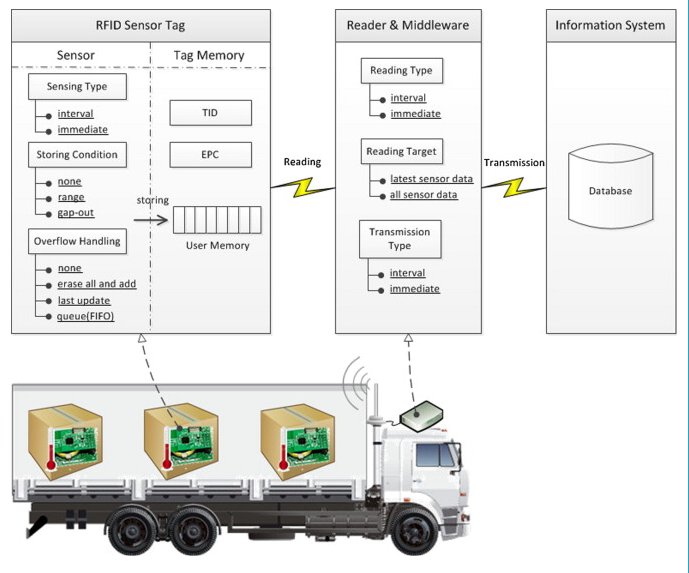 RFID Sensor Tag
Sensor
Tag Memory
Sensing Type
interval
immediate
Storing Condition
none
range
gap-out
Overflow Handling
none
erase all and add
last update
queue(FIFO)
TID
EPC
storing
User Memory
Reading
Reader & Middleware
Reading Type
interval
immediate
Reading Target
latest sensor data
all sensor data
Transmission
Type
interval
immediate
Transmission
Information System
Database